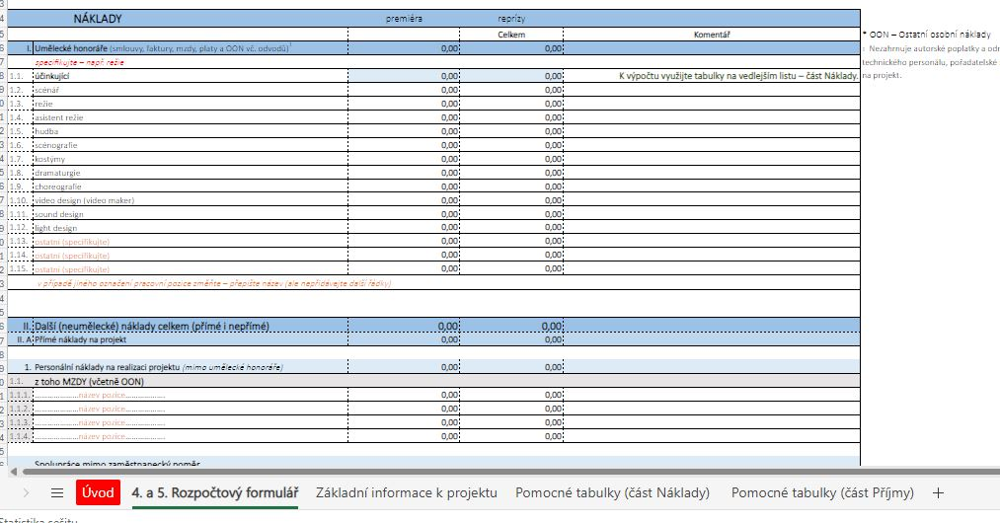 NÁKLADY premiéra reprízy
Celkem Komentář * OON – Ostatní osobní náklady
I. Umělecké honoráře (smlouvy, faktury, mzdy, platy a OON vč. odvodů)¹ 0,00 0,00 Nezahrnuje autorské poplatky a
specifikujte – např. režie technického personálu, pořadatelské
1.1. účinkující 0,00 0,00 K výpočtu využijte tabulky na vedlejším listu – část Náklady. na projekt.
1.2. scénář 0,00 0,00
1.3. režie 0,00 0,00
1.4. asistent režie 0,00 0,00
1.5. hudba 0,00 0,00
1.6. scénografie 0,00 0,00
1.7. kostýmy 0,00 0,00
1.8. dramaturgie 0,00 0,00
1.9. choreografie 0,00 0,00
1.10. video design (video maker) 0,00 0,00
1.11. sound design 0,00 0,00
1.12. light design 0,00 0,00
1.13. ostatní (specifikujte) 0,00 0,00
1.14. ostatní (specifikujte) 0,00 0,00
1.15. ostatní (specifikujte) 0,00 0,00
v případě jiného označení pracovní pozice změňte – přepište název (ale nepřidávejte další řádky)
II. Další (neumělecké) náklady celkem (přímé i nepřímé) 0,00 0,00
II. A Přímé náklady na projekt 0,00 0,00
1. Personální náklady na realizaci projektu (mimo umělecké honoráře) 0,00 0,00
1.1. z toho MZDY (včetně OON)
1.1.1. ....................název pozice.................. 0,00 0,00
1.1.2. ....................název pozice.................. 0,00 0,00
1.1.3. ....................název pozice.................. 0,00 0,00
1.1.4. ....................název pozice.................. 0,00 0,00
Spolupráce mimo zaměstnanecký poměr
Úvod 4. a 5. Rozpočtový formulář Základní informace k projektu Pomocné tabulky (část Náklady) Pomocné tabulky (část Příjmy)
Statistika sešitu